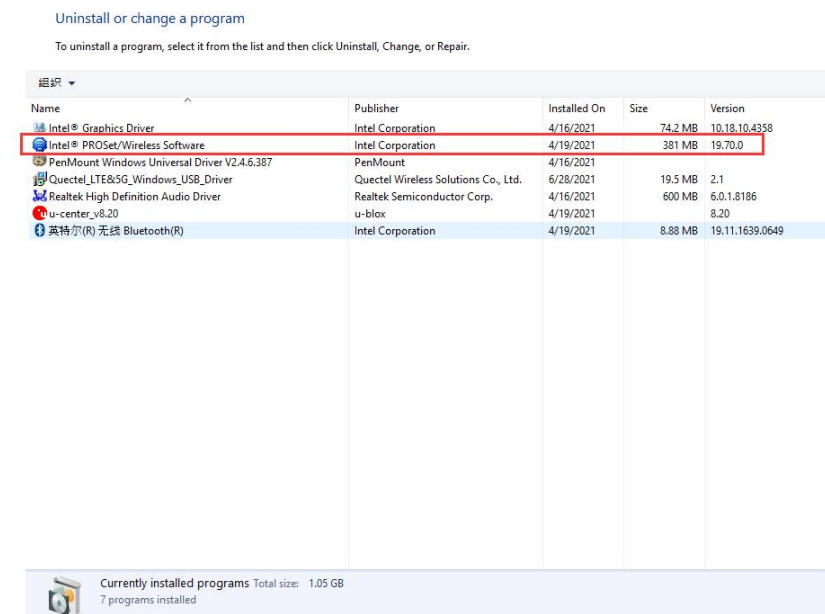 Uninstall or change a program
To uninstall a program, select it from the list and then click Uninstall, Change, or Repair.
组织
Name Publisher Installed On Size Version
Intel® Graphics Driver Intel Corporation 4/16/2021 74.2 MB 10.18.10.4358
Intel® PROSet/Wireless Software Intel Corporation 4/19/2021 381 MB 19.70.0
PenMount Windows Universal Driver V2.4.6.387 PenMount 4/16/2021
Quectel_LTE&5G_Windows_USB_Driver Quectel Wireless Solutions Co., Ltd. 6/28/2021 19.5 MB 2.1
Realtek High Definition Audio Driver Realtek Semiconductor Corp. 4/16/2021 600 MB 6.0.1.8186
u-center_v8.20 u-blox 4/19/2021 8.20
英特尔(R) 无线 Bluetooth(R) Intel Corporation 4/19/2021 8.88 MB 19.11.1639.0649
Currently installed programs Total size: 1.05 GB
7 programs installed